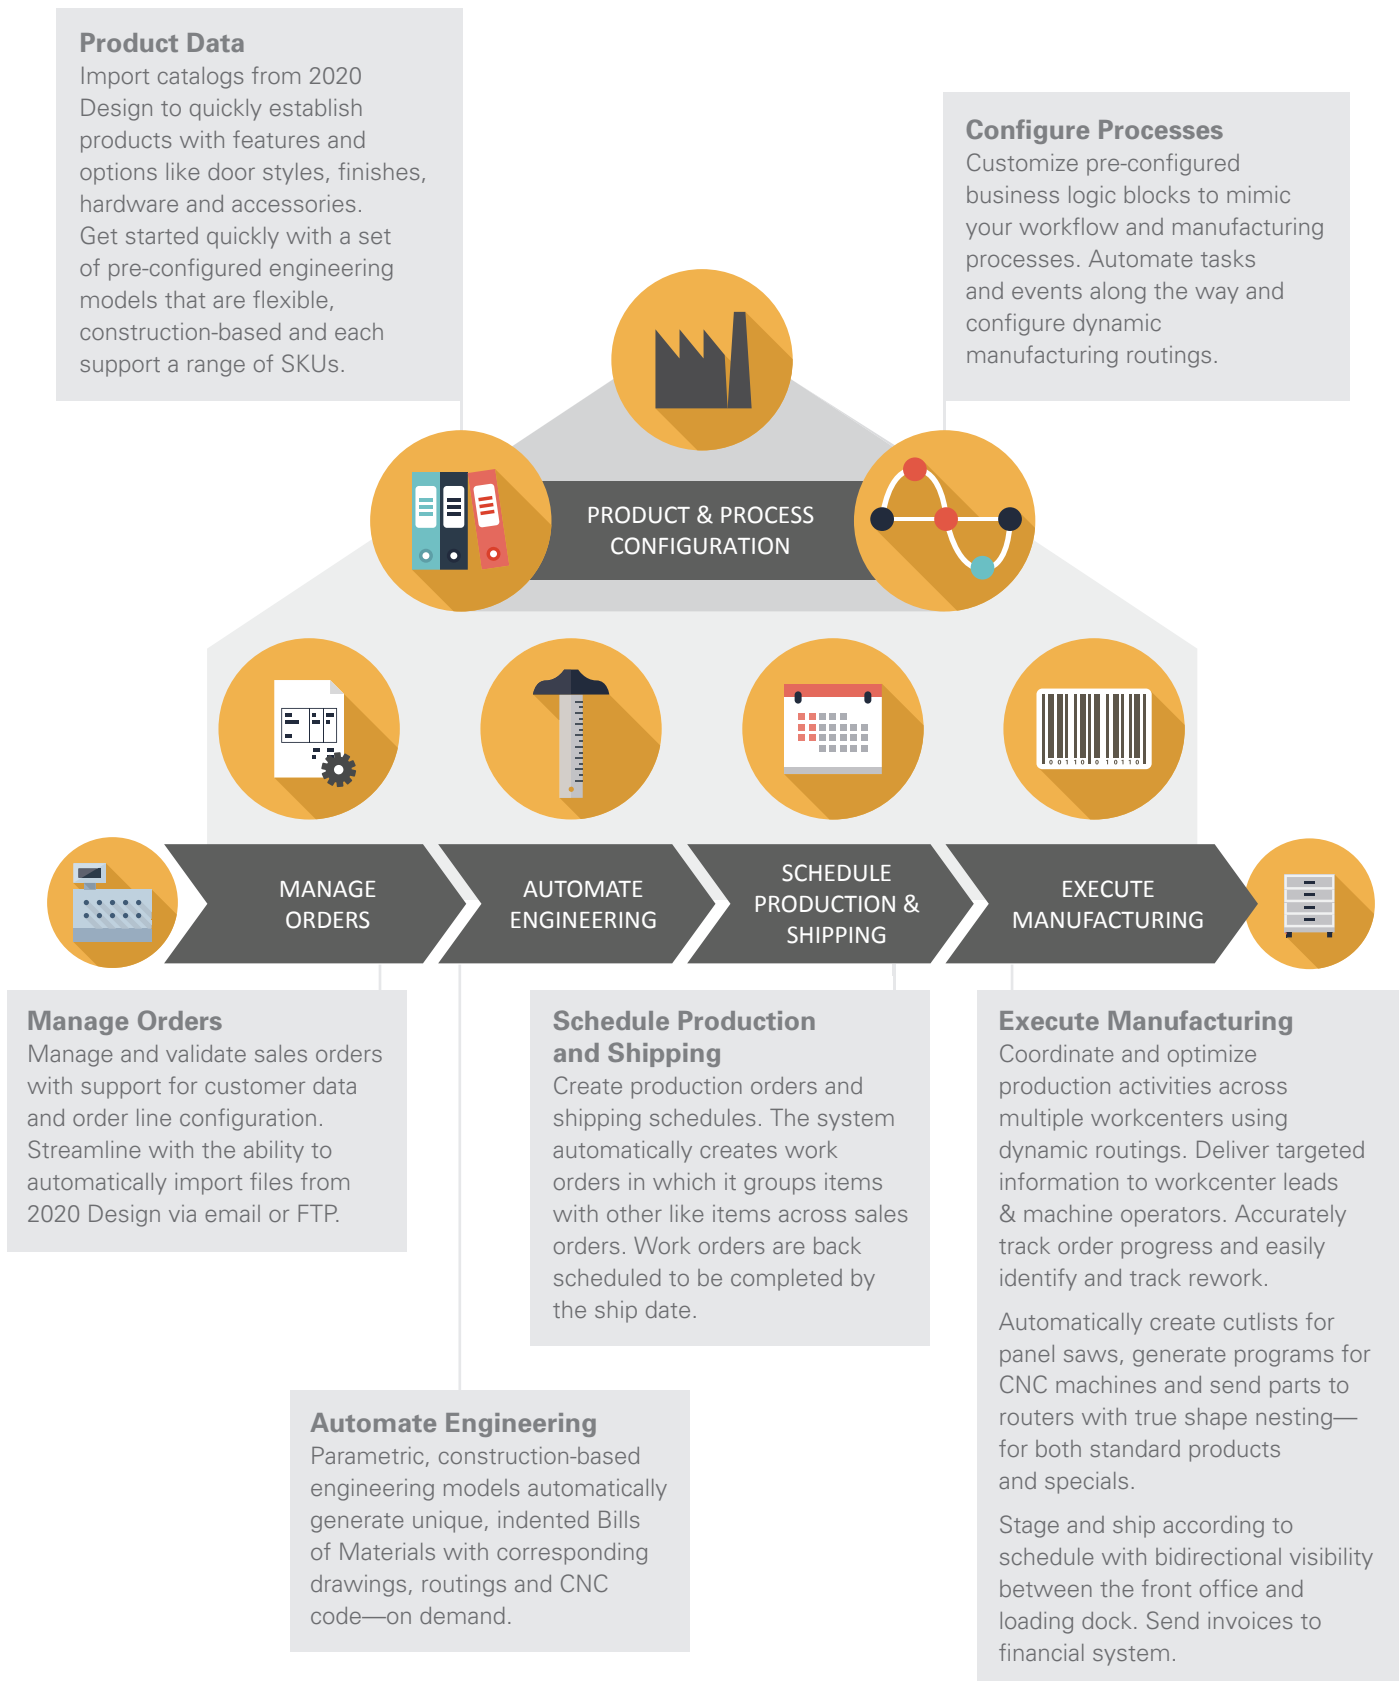 Product Data
Import catalogs from 2020
Design to quickly establish
products with features and
options like door styles, finishes,
hardware and accessories.
Get started quickly with a set
of pre-configured engineering
models that are flexible,
construction-based and each
support a range of SKUs.
Configure Processes
Customize pre-configured
business logic blocks to mimic
your workflow and manufacturing
processes. Automate tasks
and events along the way and
configure dynamic
manufacturing routings.
PRODUCT & PROCESS
CONFIGURATION
0 0 1 1 0 0 1 0 1 1 0
MANAGE
ORDERS
AUTOMATE
ENGINEERING
SCHEDULE
PRODUCTION &
SHIPPING
EXECUTE
MANUFACTURING
Manage Orders
Manage and validate sales orders
with support for customer data
and order line configuration.
Streamline with the ability to
automatically import files from
2020 Design via email or FTP.
Schedule Production
and Shipping
Create production orders and
shipping schedules. The system
automatically creates work
orders in which it groups items
with other like items across sales
orders. Work orders are back
scheduled to be completed by
the ship date.
Execute Manufacturing
Coordinate and optimize
production activities across
multiple workcenters using
dynamic routings. Deliver targeted
information to workcenter leads
& machine operators. Accurately
track order progress and easily
identify and track rework.
Automatically create cutlists for
panel saws, generate programs for
CNC machines and send parts to
routers with true shape nesting—
for both standard products
and specials.
Stage and ship according to
schedule with bidirectional visibility
between the front office and
loading dock. Send invoices to
financial system.
Automate Engineering
Parametric, construction-based
engineering models automatically
generate unique, indented Bills
of Materials with corresponding
drawings, routings and CNC
code—on demand.